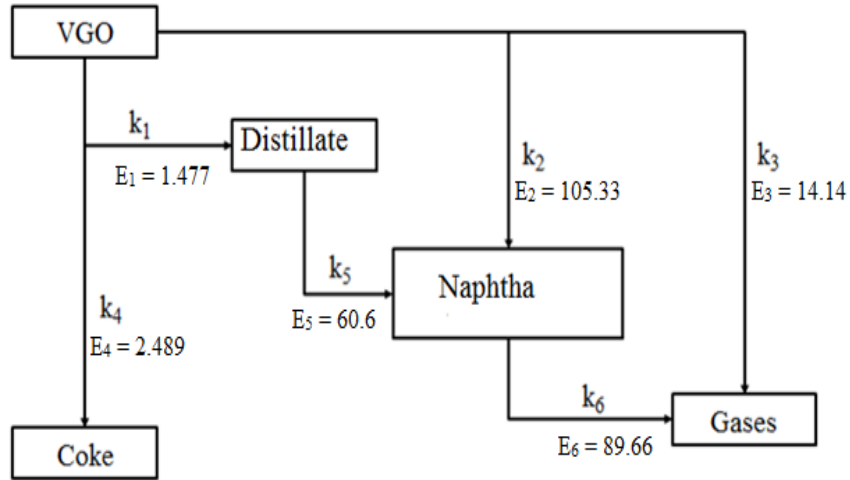 VGO
k₁
Distillate
E₁ = 1.477
k₂
E₂ = 105.33
k₃
E₃ = 14.14
k₅
Naphtha
E₅ = 60.6
k₄
E₄ = 2.489
k₆
Gases
E₆ = 89.66
Coke